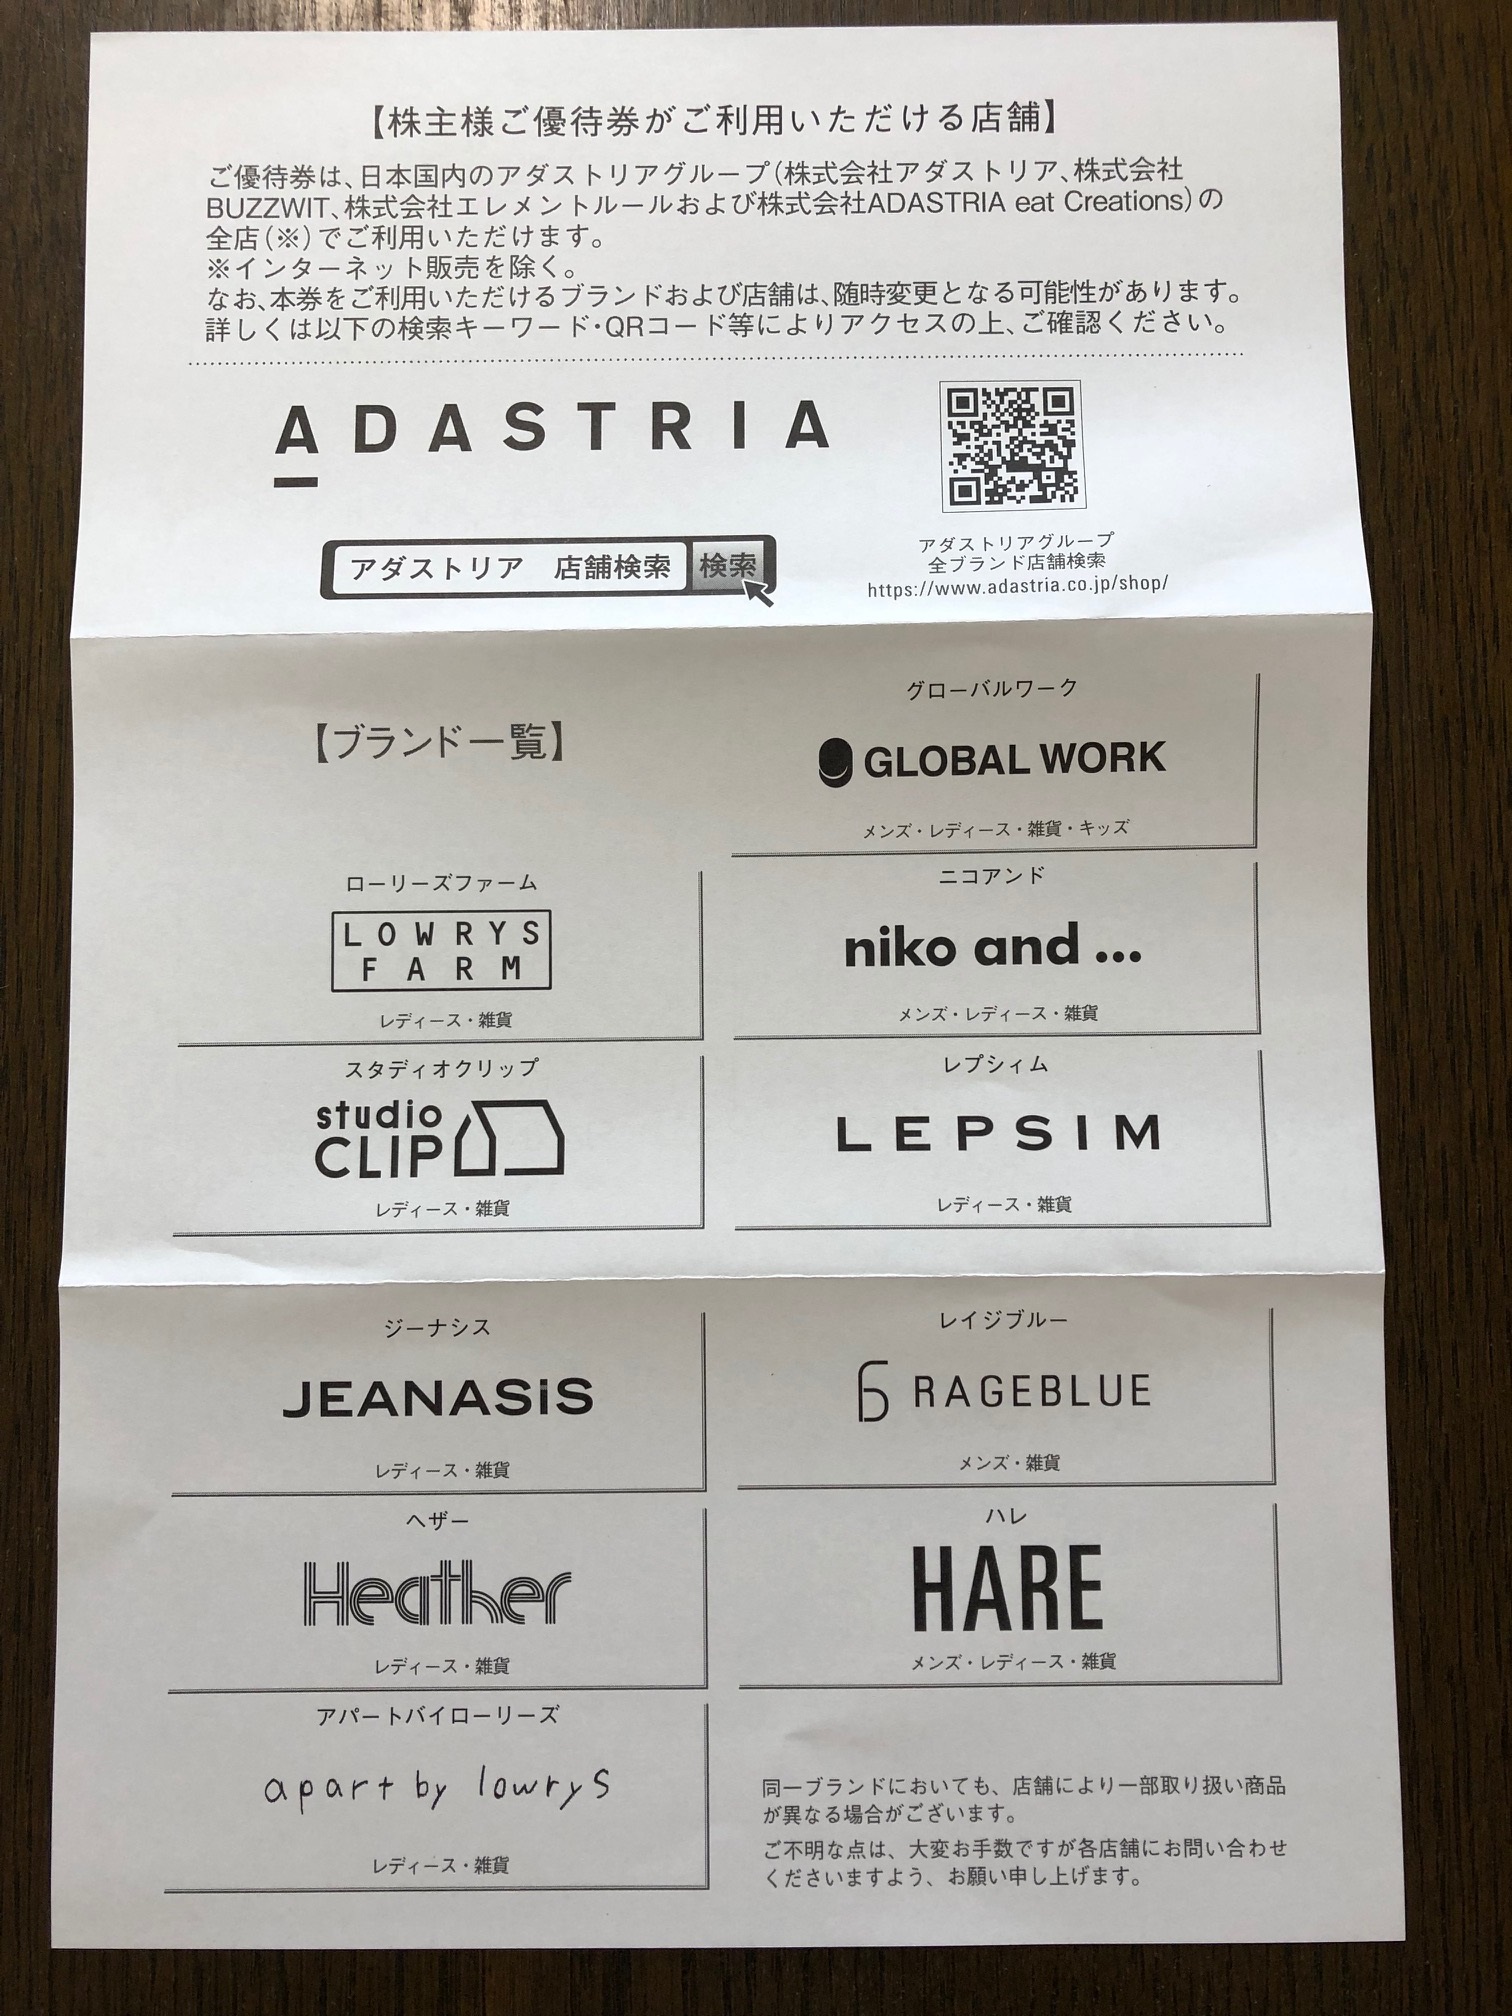 【株主様ご優待券がご利用いただける店舗】
ご優待券は、日本国内のアダストリアグループ(株式会社アダストリア、株式会社
BUZZWIT、株式会社エレメントルールおよび株式会社ADASTRIA eat Creations)の
全店(※)でご利用いただけます。
※インターネット販売を除く。
なお、本券をご利用いただけるブランドおよび店舗は、随時変更となる可能性があります。
詳しくは以下の検索キーワード・QRコード等によりアクセスの上、ご確認ください。
ADASTRIA
アダストリア 店舗検索 検索
アダストリアグループ
全ブランド店舗検索
https://www.adastria.co.jp/shop/
【ブランド一覧】
グローバルワーク
GLOBAL WORK
メンズ・レディース・雑貨・キッズ
ローリーズファーム
LOWRYS
FARM
レディース・雑貨
ニコアンド
niko and ...
メンズ・レディース・雑貨
スタディオクリップ
studio
CLIP
レディース・雑貨
レプシィム
LEPSIM
レディース・雑貨
ジーナシス
JEANASiS
レディース・雑貨
レイジブルー
RAGEBLUE
メンズ・雑貨
ヘザー
Heather
レディース・雑貨
ハレ
HARE
メンズ・レディース・雑貨
アパートバイローリーズ
apart by lowrys
レディース・雑貨
同一ブランドにおいても、店舗により一部取り扱い商品
が異なる場合がございます。
ご不明な点は、大変お手数ですが各店舗にお問い合わせ
くださいますよう、お願い申し上げます。